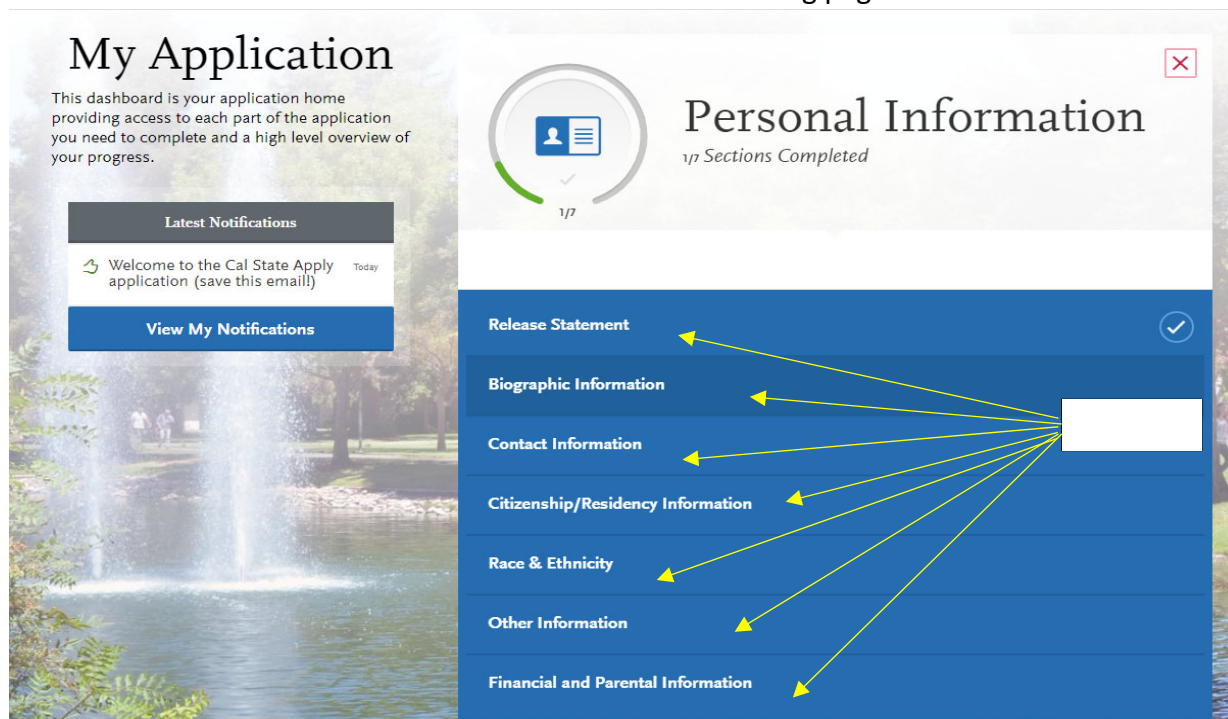 My Application
This dashboard is your application home
providing access to each part of the application
you need to complete and a high level overview of
your progress.
Latest Notifications
Welcome to the Cal State Apply Today
application (save this email!)
View My Notifications
Personal Information
1/7 Sections Completed
1/7
Release Statement
Biographic Information
Contact Information
Citizenship/Residency Information
Race & Ethnicity
Other Information
Financial and Parental Information